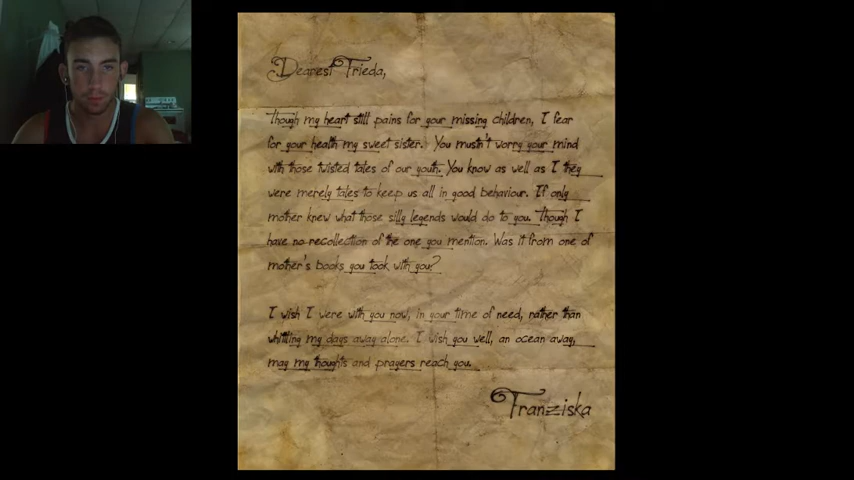 Dearest Frieda,
Though my heart still pains for your missing children, I fear
for your health my sweet sister. You mustn't worry your mind
with those twisted tales of our youth. You know as well as I they
were merely tales to keep us all in good behaviour. If only
mother knew what those silly legends would do to you. Though I
have no recollection of the one you mention. Was it from one of
mother's books you took with you?
I wish I were with you now, in your time of need, rather than
whittling my days away alone. I wish you well, an ocean away,
may my thoughts and prayers reach you.
Franziska